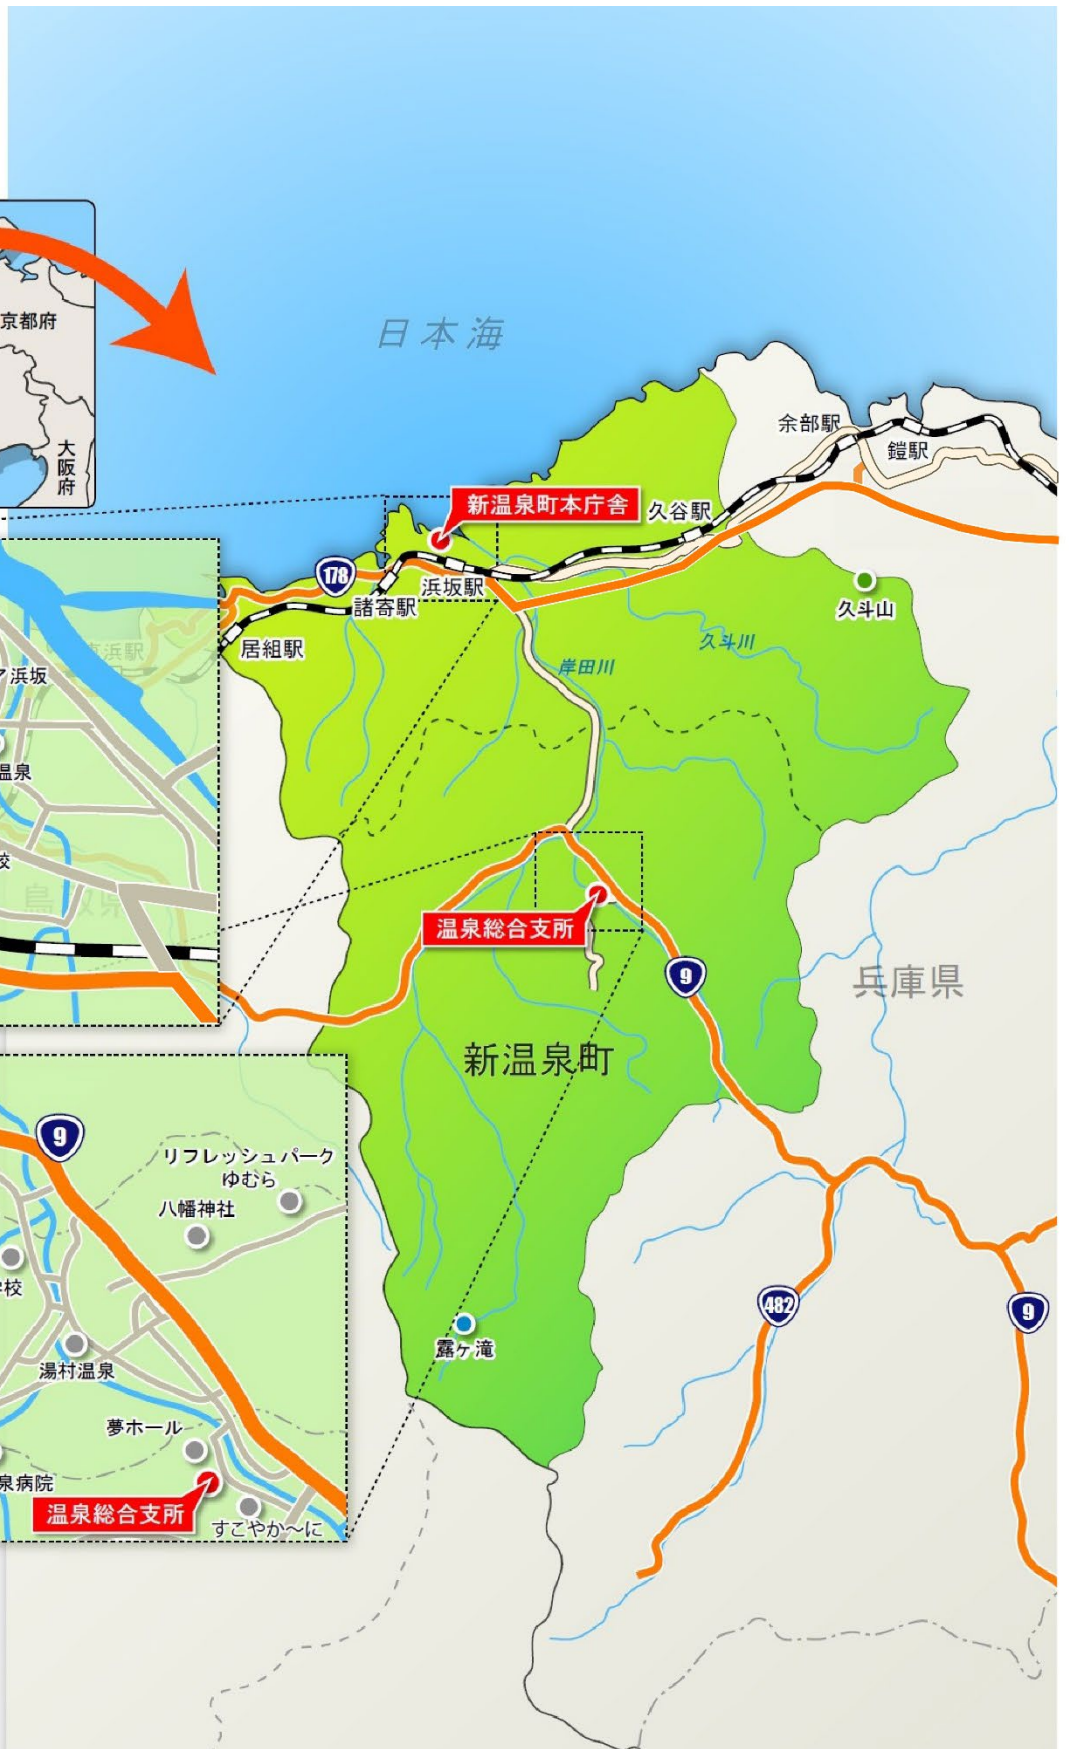 日本海
京都府
大阪府
余部駅
鎧駅
新温泉町本庁舎
久谷駅
178
浜坂駅
諸寄駅
久斗山
居組駅
久斗川
岸田川
浜坂
温泉
校
鳥取県
温泉総合支所
9
兵庫県
新温泉町
9
リフレッシュパーク
ゆむら
八幡神社
校
湯村温泉
482
9
露ヶ滝
夢ホール
泉病院
温泉総合支所
すこやか～に